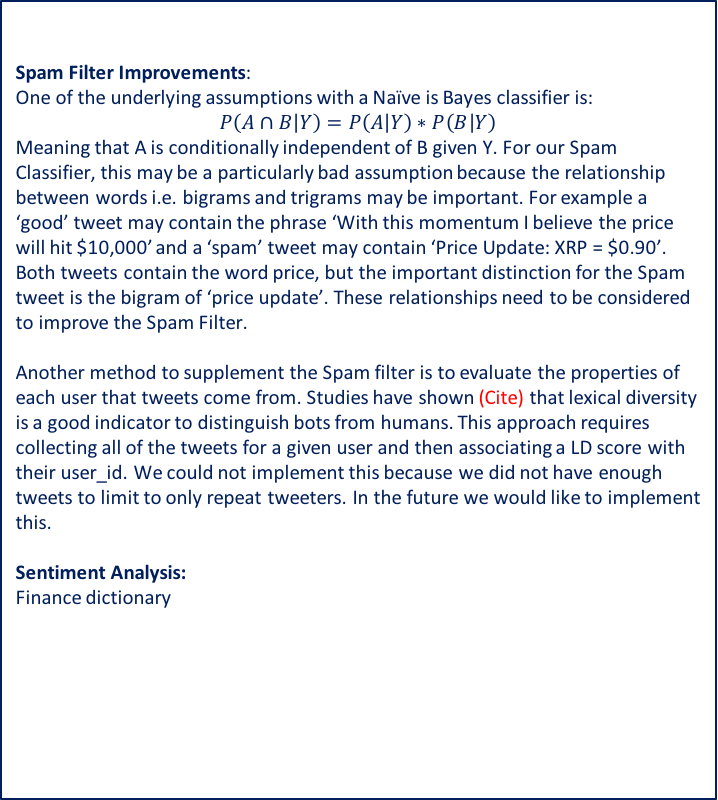 Spam Filter Improvements:
One of the underlying assumptions with a Naïve is Bayes classifier is:
P(A ∩ B|Y) = P(A|Y) ∗ P(B|Y)
Meaning that A is conditionally independent of B given Y. For our Spam
Classifier, this may be a particularly bad assumption because the relationship
between words i.e. bigrams and trigrams may be important. For example a
‘good’ tweet may contain the phrase ‘With this momentum I believe the price
will hit $10,000’ and a ‘spam’ tweet may contain ‘Price Update: XRP = $0.90’.
Both tweets contain the word price, but the important distinction for the Spam
tweet is the bigram of ‘price update’. These relationships need to be considered
to improve the Spam Filter.
Another method to supplement the Spam filter is to evaluate the properties of
each user that tweets come from. Studies have shown (Cite) that lexical diversity
is a good indicator to distinguish bots from humans. This approach requires
collecting all of the tweets for a given user and then associating a LD score with
their user_id. We could not implement this because we did not have enough
tweets to limit to only repeat tweeters. In the future we would like to implement
this.
Sentiment Analysis:
Finance dictionary